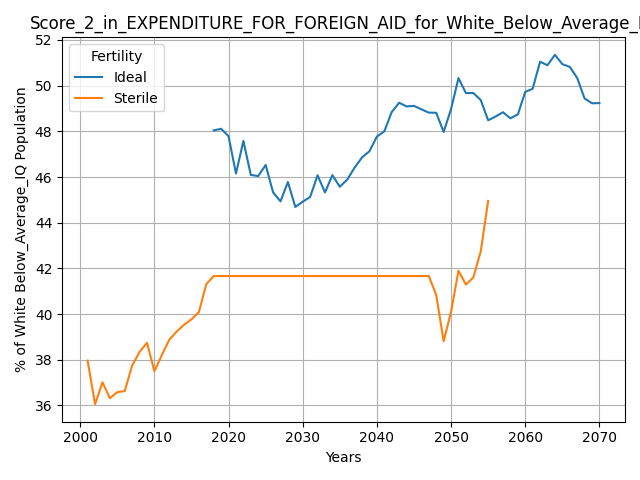 Score_2_in_EXPENDITURE_FOR_FOREIGN_AID_for_White_Below_Average_
Fertility
Ideal
Sterile
% of White Below_Average_IQ Population
52
50
48
46
44
42
40
38
36
2000 2010 2020 2030 2040 2050 2060 2070
Years